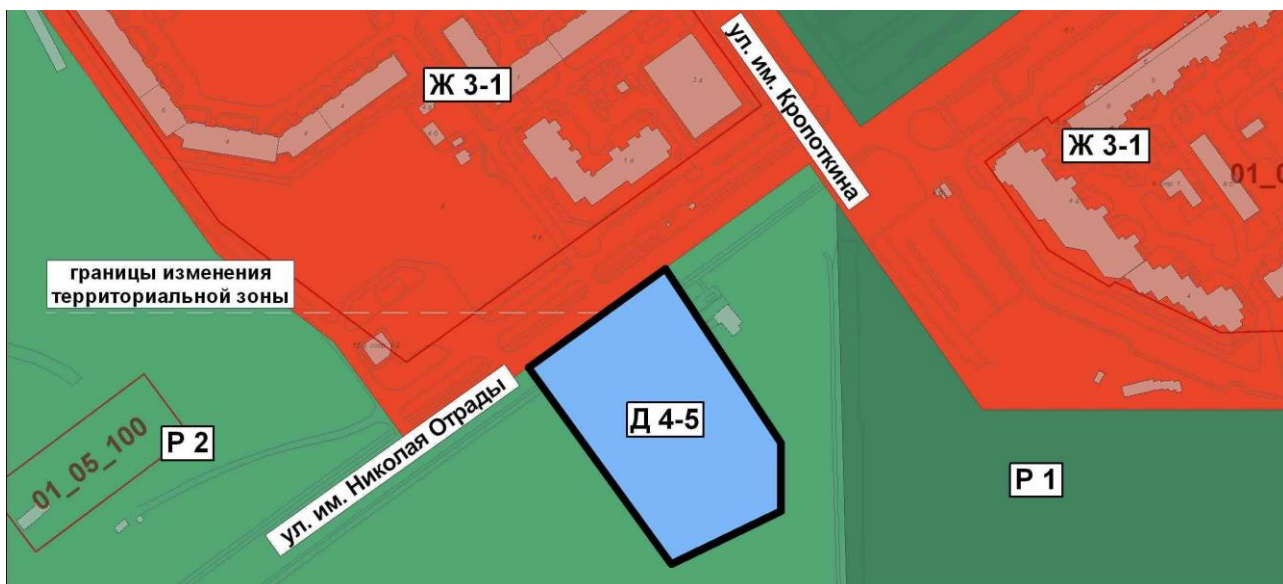 Ж 3-1
ул. им. Кропоткина
Ж 3-1
границы изменения
территориальной зоны
Д 4-5
ул. им. Николая Отрады
01_05_100
Р 2
Р 1